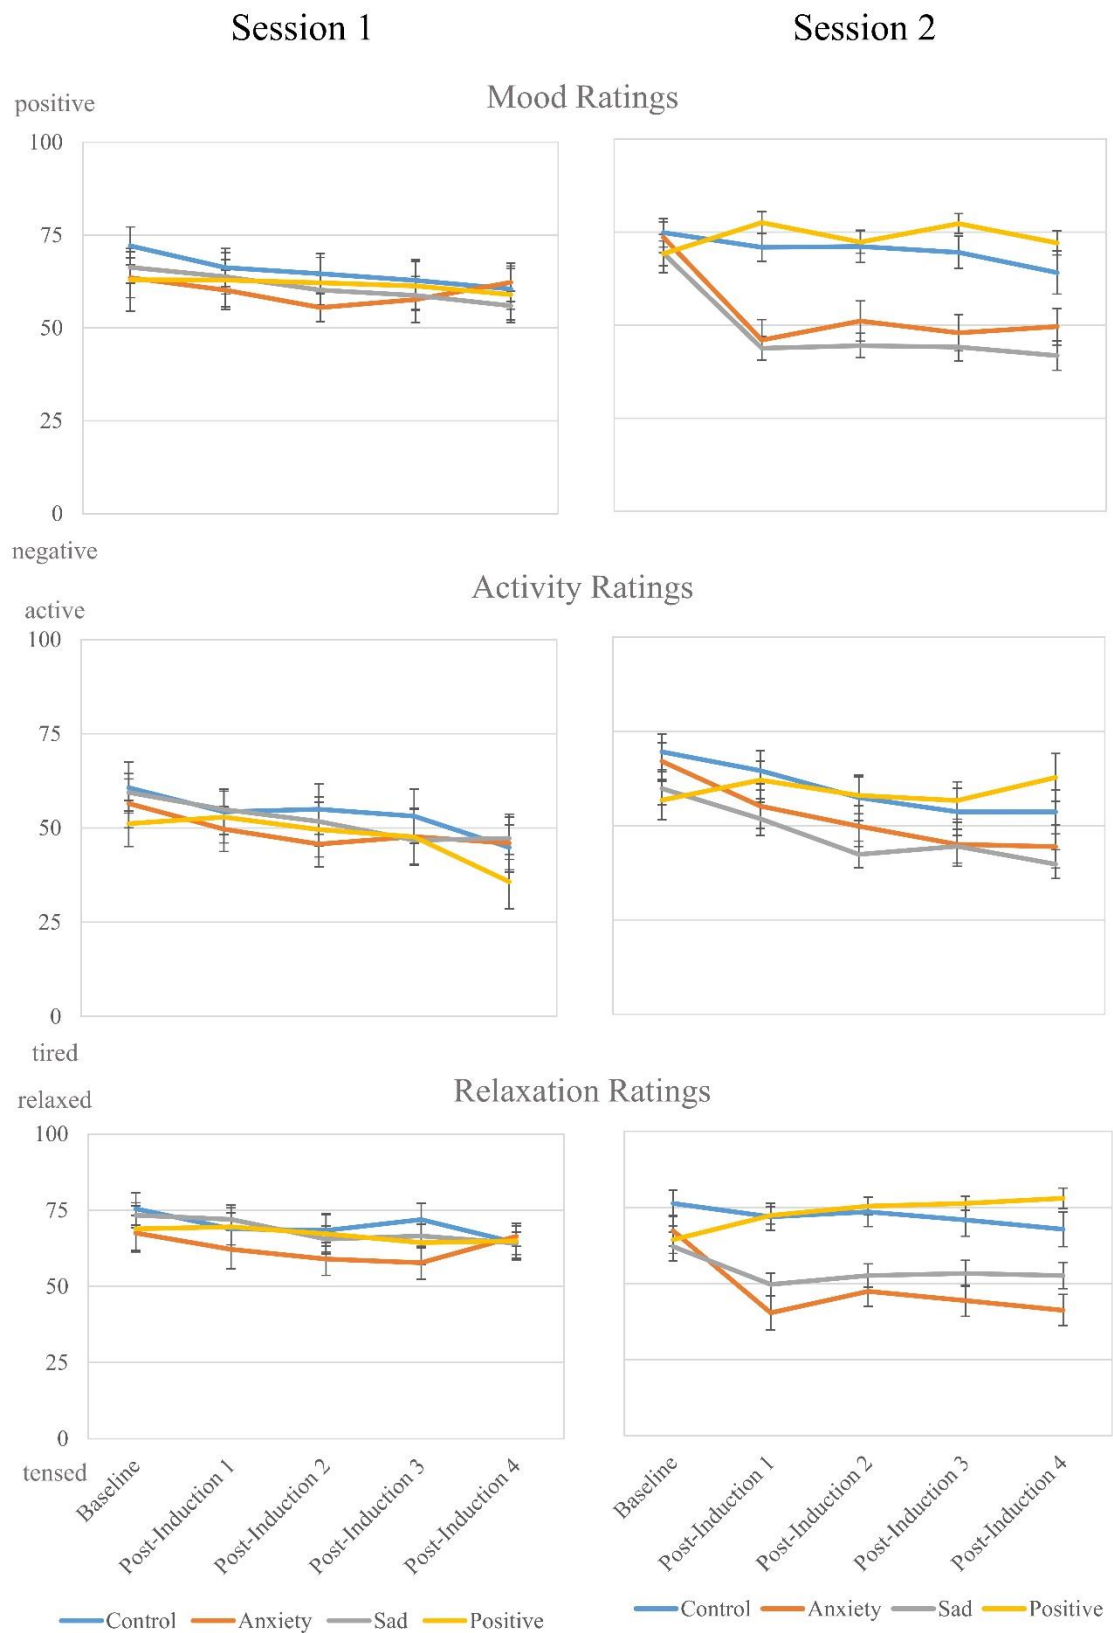 Session 1 Session 2
Mood Ratings
positive
100
75
50
25
0
negative
Activity Ratings
active
100
75
50
25
0
tired
Relaxation Ratings
relaxed
100
75
50
25
0
tensed
Baseline Post-Induction 1 Post-Induction 2 Post-Induction 3 Post-Induction 4
Baseline Post-Induction 1 Post-Induction 2 Post-Induction 3 Post-Induction 4
Control Anxiety Sad Positive
Control Anxiety Sad Positive